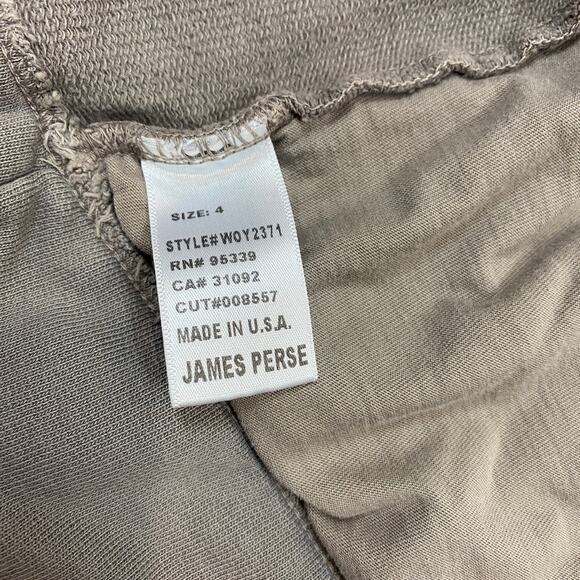 SIZE: 4
STYLE# WOY2371
RN# 95339
CA# 31092
CUT#008557
MADE IN U.S.A.
JAMES PERSE